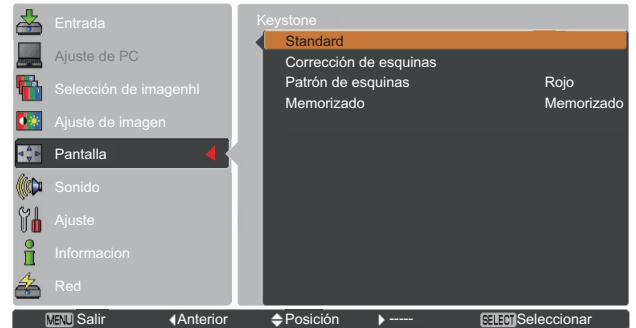 Entrada
Ajuste de PC
Selección de imagenhl
Ajuste de imagen
Pantalla
Sonido
Ajuste
Informacion
Red
Keystone
Standard
Corrección de esquinas
Patrón de esquinas Rojo
Memorizado Memorizado
MENU Salir Anterior Posición ----- SELECT Seleccionar